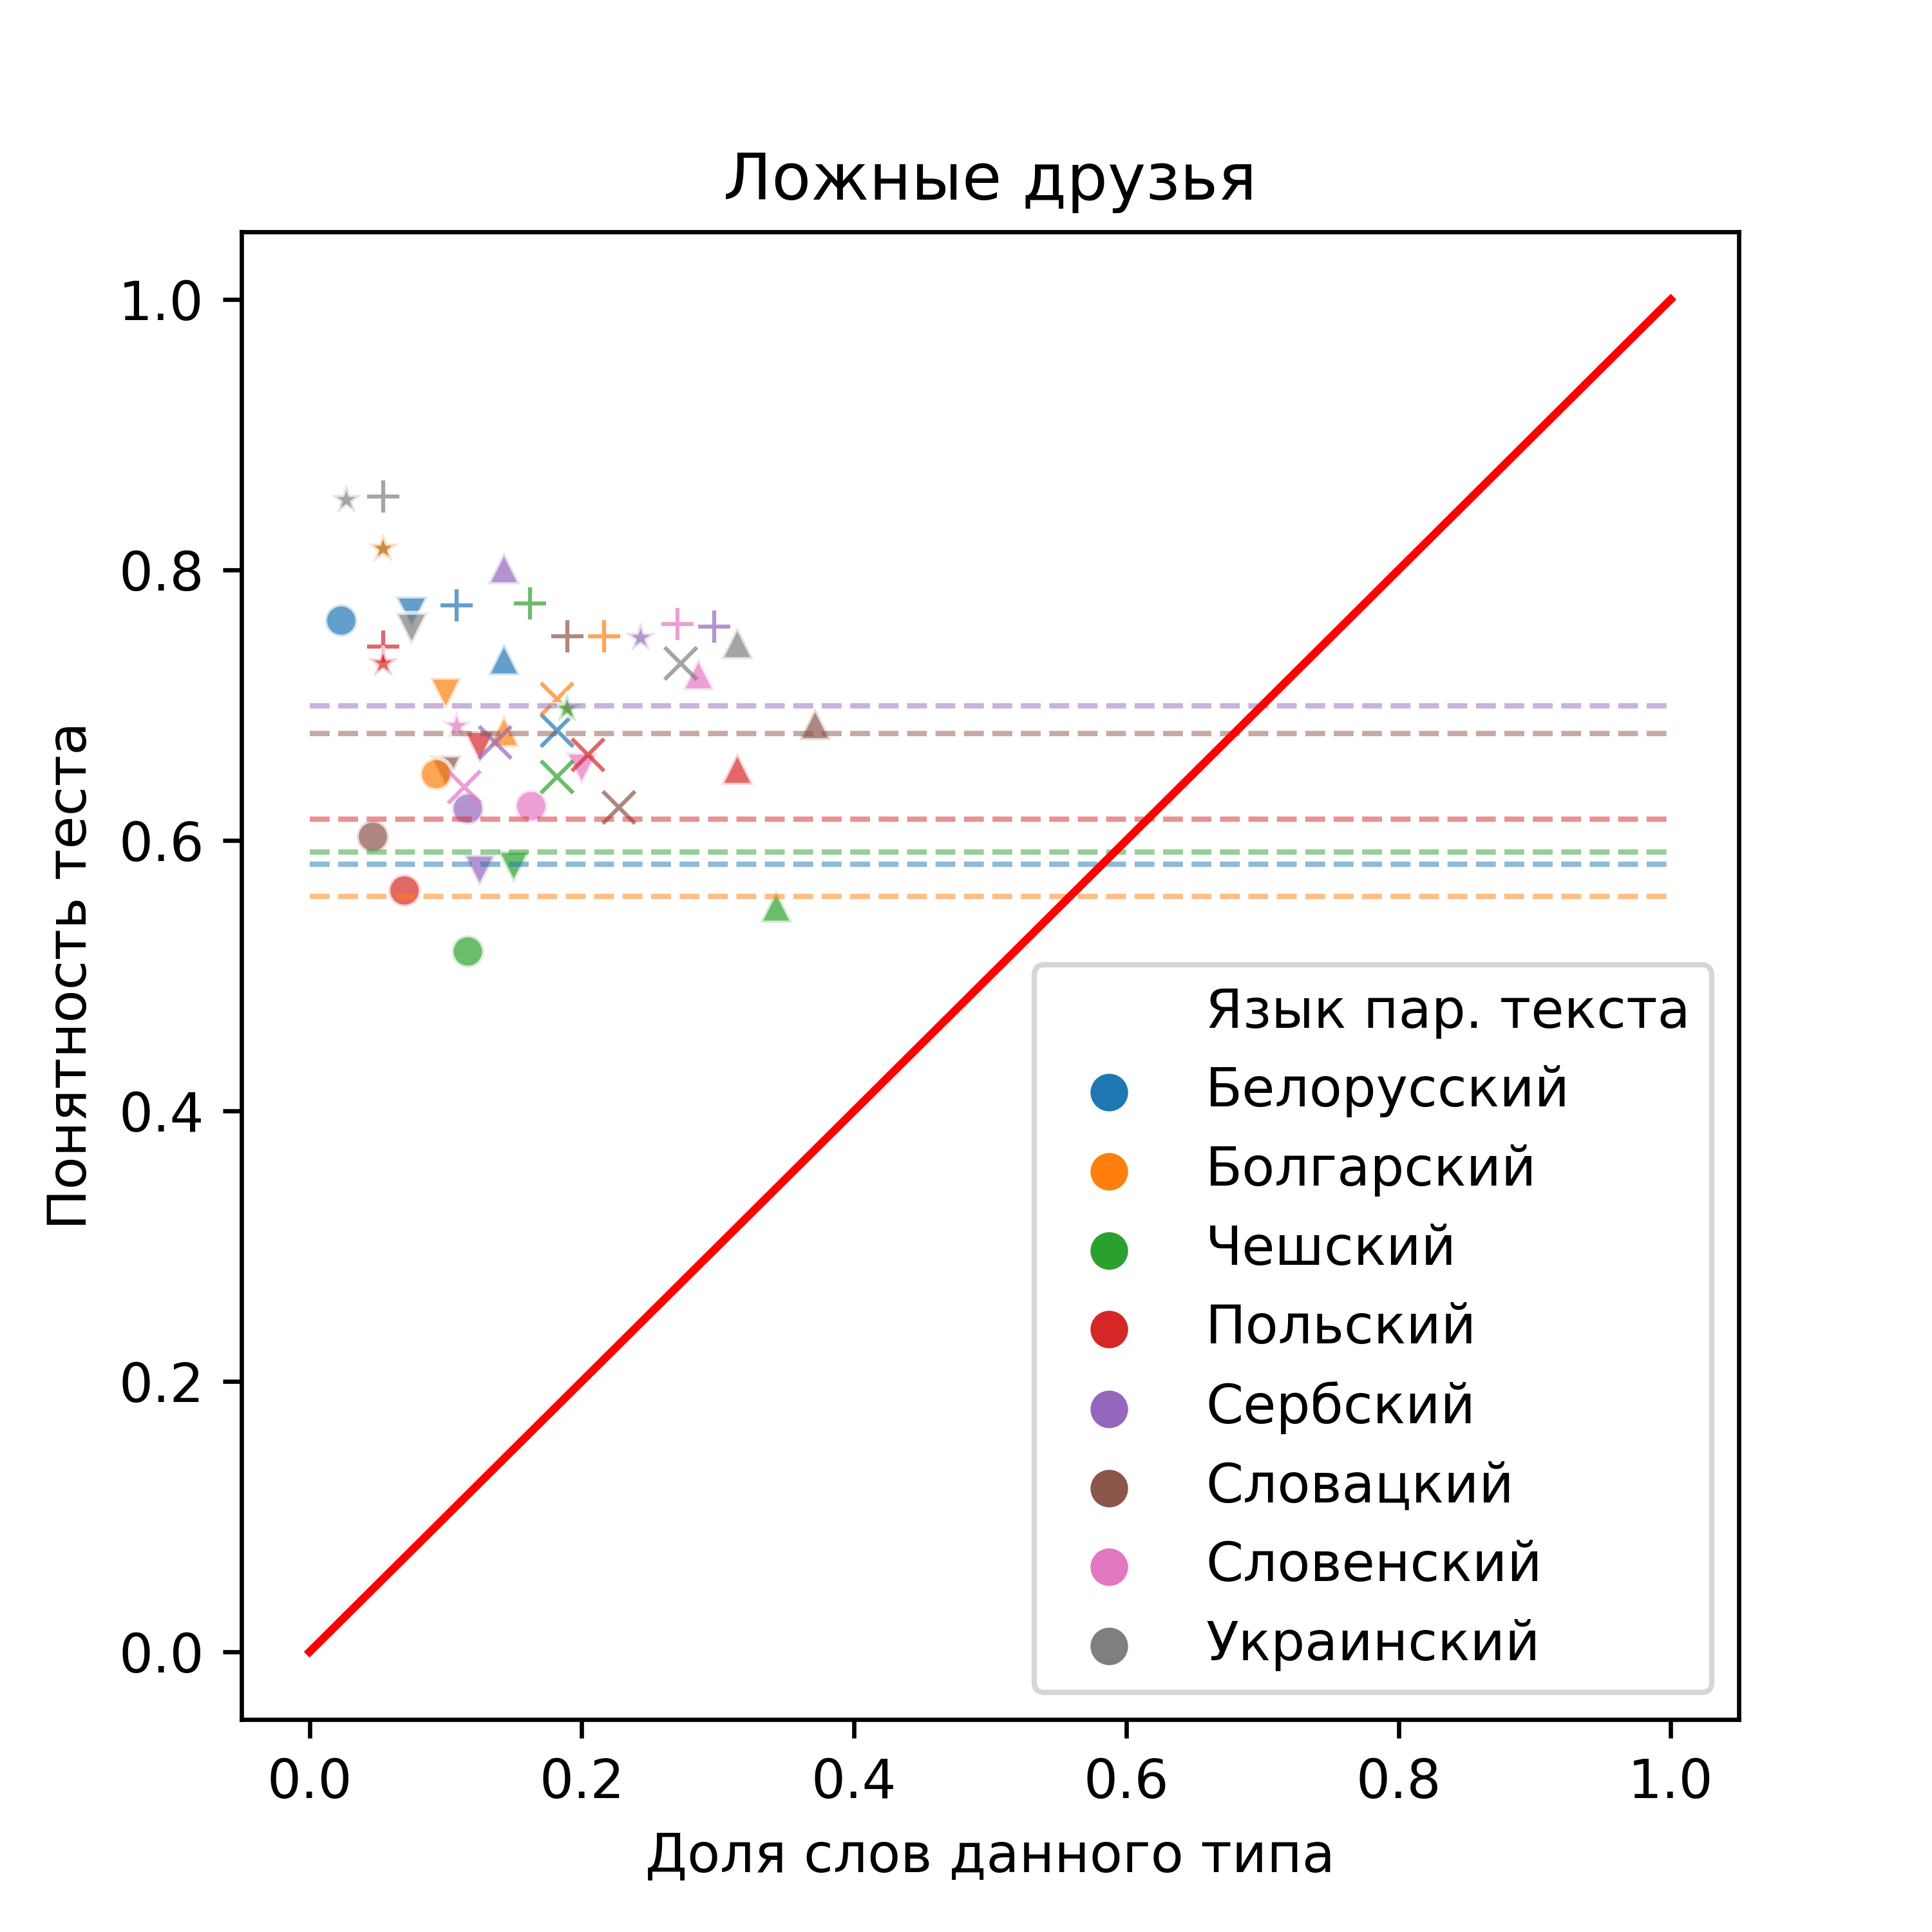 Ложные друзья
Понятность теста
1.0
0.8
0.6
0.4
0.2
0.0
Язык пар. текста
Белорусский
Болгарский
Чешский
Польский
Сербский
Словацкий
Словенский
Украинский
0.0 0.2 0.4 0.6 0.8 1.0
Доля слов данного типа